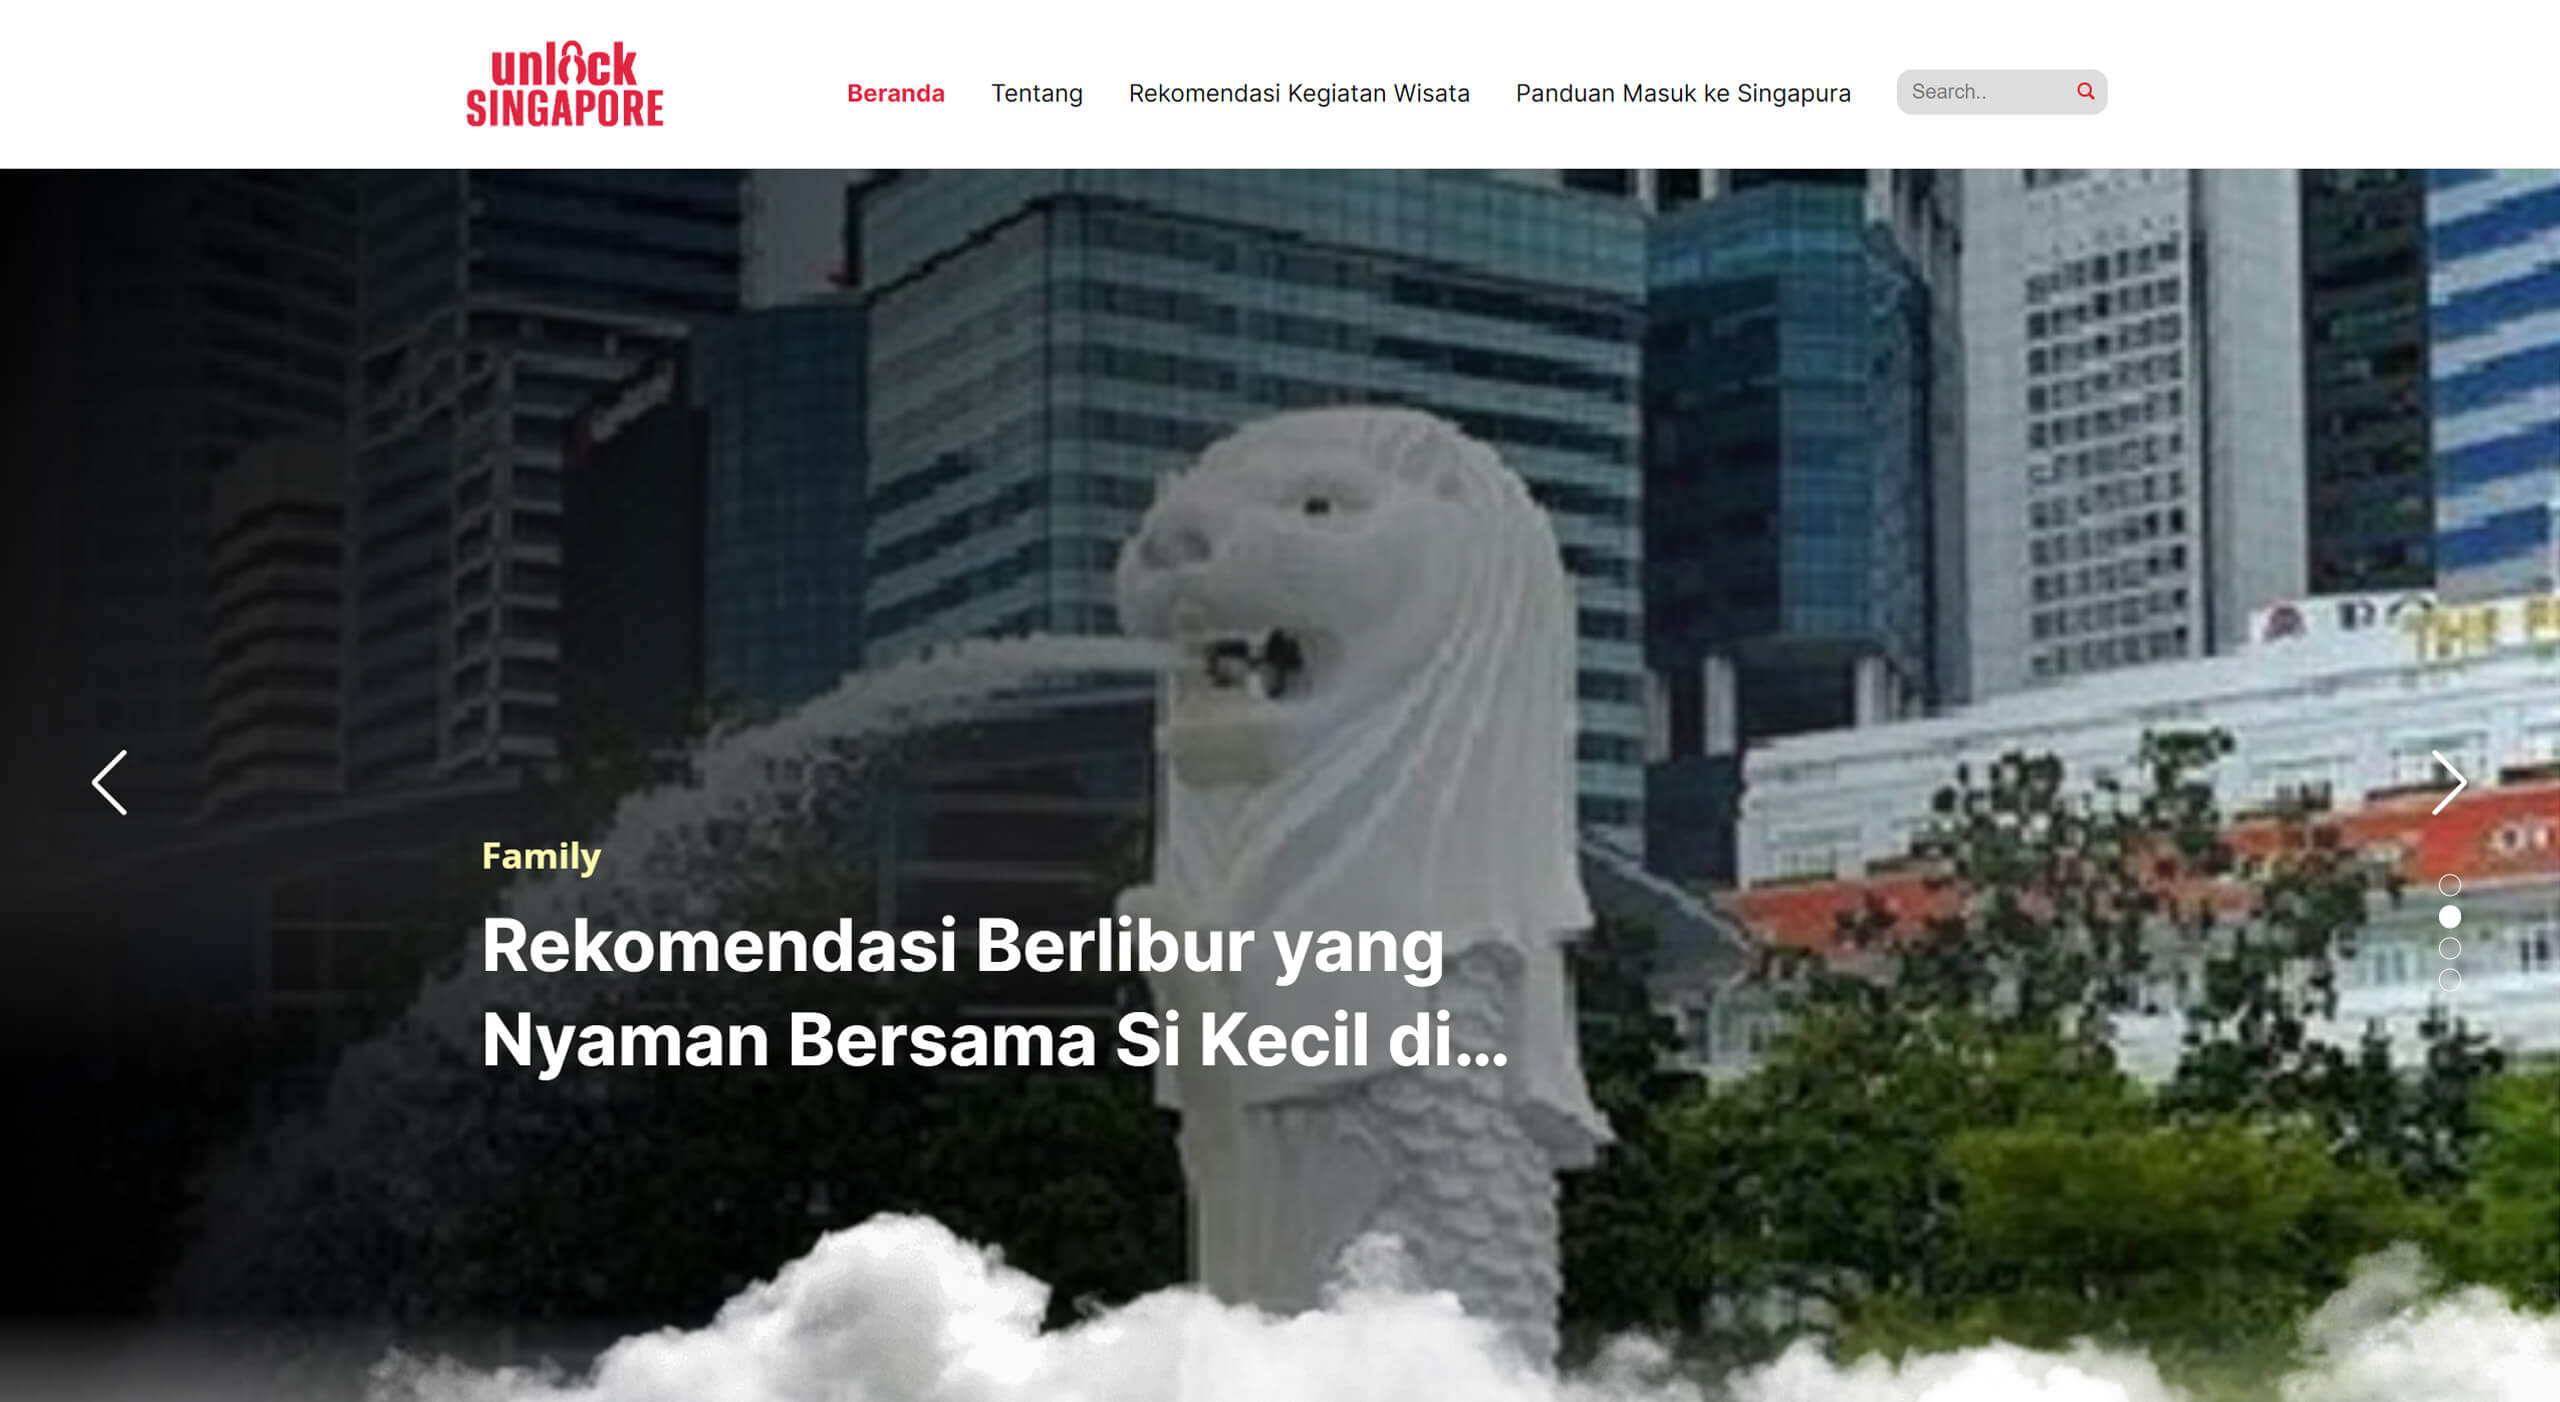 unlock
SINGAPORE
Beranda
Tentang
Rekomendasi Kegiatan Wisata
Panduan Masuk ke Singapura
Search..
THE
Family
Rekomendasi Berlibur yang
Nyaman Bersama Si Kecil di...